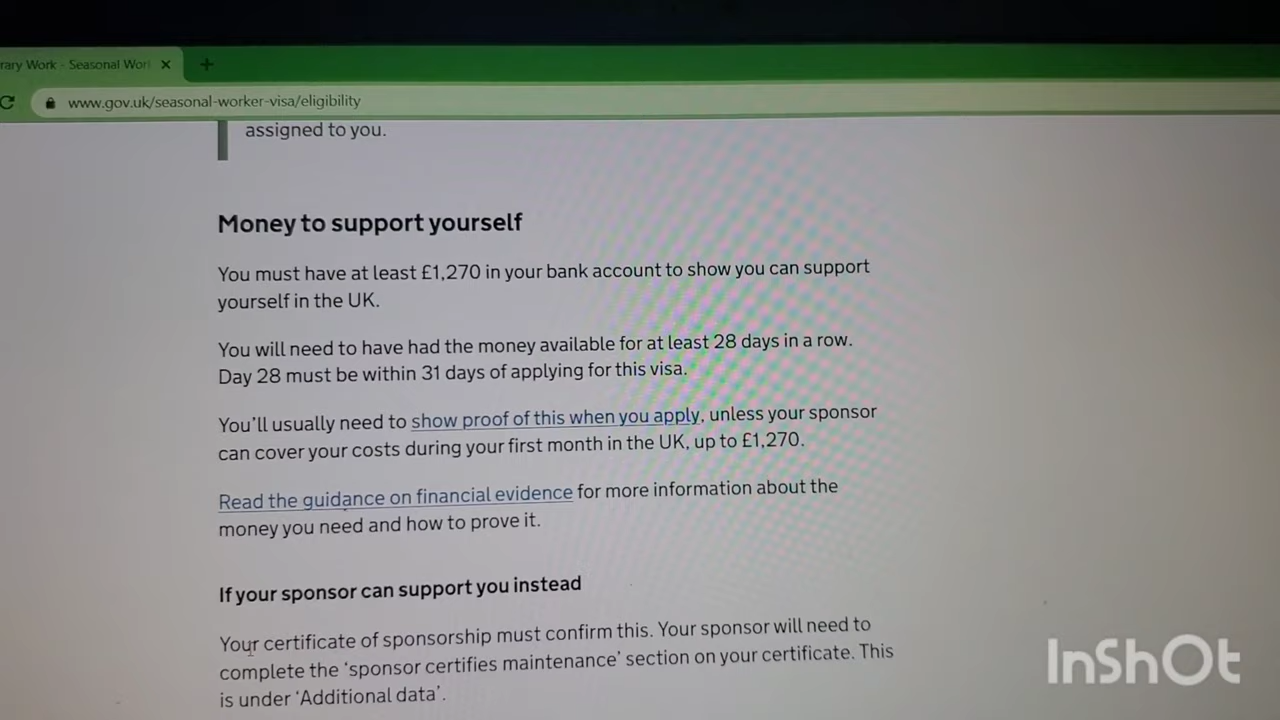 rary Work - Seasonal Worl
www.gov.uk/seasonal-worker-visa/eligibility
assigned to you.
Money to support yourself
You must have at least £1,270 in your bank account to show you can support
yourself in the UK.
You will need to have had the money available for at least 28 days in a row.
Day 28 must be within 31 days of applying for this visa.
You'll usually need to show proof of this when you apply, unless your sponsor
can cover your costs during your first month in the UK, up to £1,270.
Read the guidance on financial evidence for more information about the
money you need and how to prove it.
If your sponsor can support you instead
Your certificate of sponsorship must confirm this. Your sponsor will need to
complete the 'sponsor certifies maintenance' section on your certificate. This
is under 'Additional data'.
InShOt